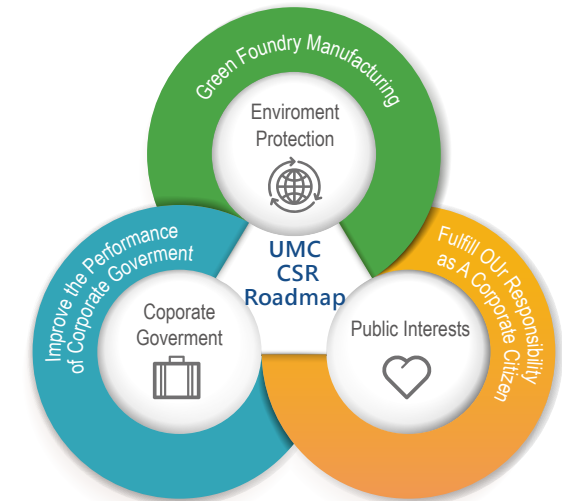 Green Foundry Manufacturing
Enviroment
Protection
UMC
CSR
Roadmap
Improve the Performance
of Corporate Goverment
Coporate
Goverment
Fulfill OUr Responsibility
as A Corporate Citizen
Public Interests